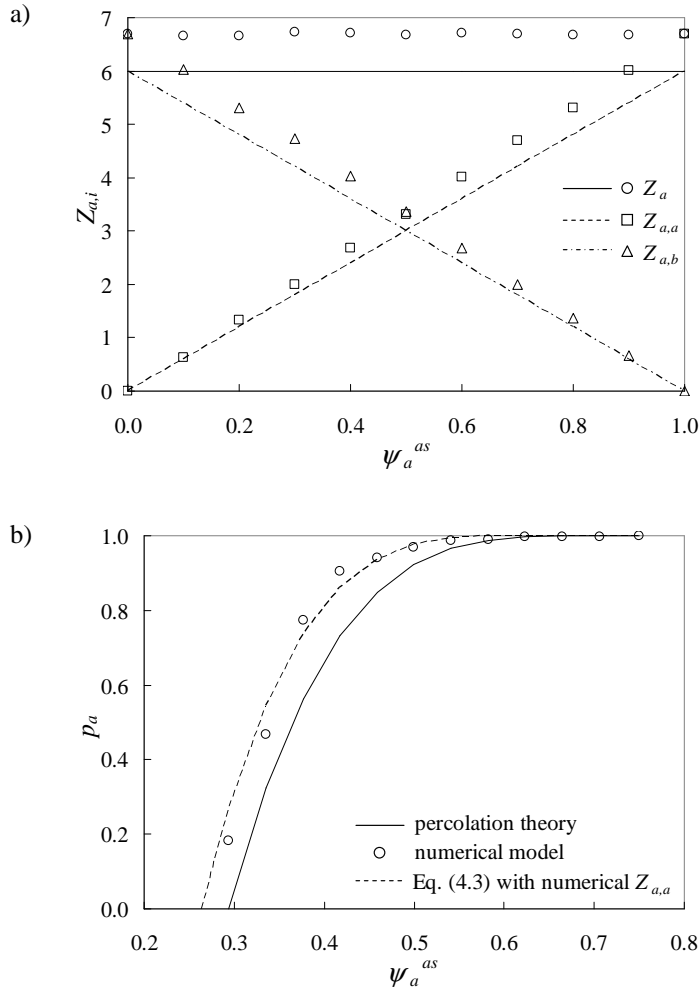 a)
7
6
5
4
3
2
1
0
Z_{a,i}
Z_a
Z_{a,a}
Z_{a,b}
0.0 0.2 0.4 0.6 0.8 1.0
ψ_a^{as}
b)
1.0
0.8
0.6
0.4
0.2
0.0
p_a
percolation theory
numerical model
Eq. (4.3) with numerical Z_{a,a}
0.2 0.3 0.4 0.5 0.6 0.7 0.8
ψ_a^{as}